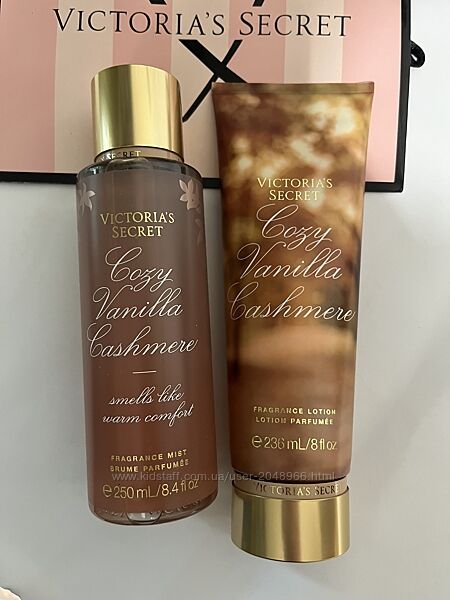 VICTORIA'S SECRET
SECRET
VICTORIA'S
SECRET
Cozy
Vanilla
Cashmere
smells like
warm comfort
FRAGRANCE MIST
BRUME PARFUMÉE
℮ 250 mL/8.4 fl oz
VICTORIA'S
SECRET
Cozy
Vanilla
Cashmere
FRAGRANCE LOTION
LOTION PARFUMÉE
℮ 236 mL/8 fl oz
VICTORIA'S SECRE
www.kidstaff.com.ua/user-2048966.html